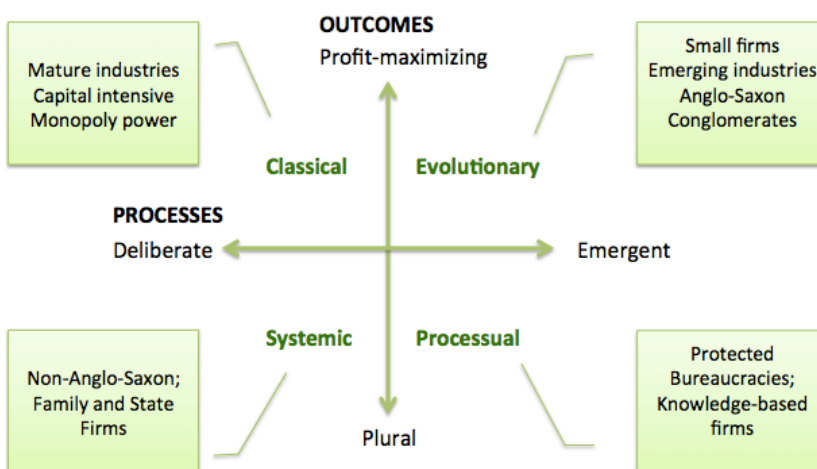 OUTCOMES
Profit-maximizing
Mature industries
Capital intensive
Monopoly power
Small firms
Emerging industries
Anglo-Saxon
Conglomerates
Classical
Evolutionary
PROCESSES
Deliberate
Emergent
Systemic
Processual
Non-Anglo-Saxon;
Family and State
Firms
Protected
Bureaucracies;
Knowledge-based
firms
Plural